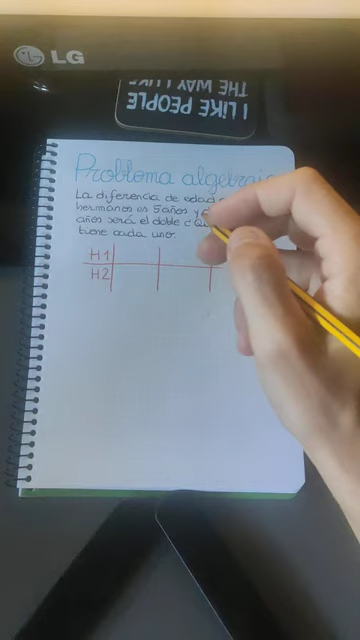 LG
I LIKE PEOPLE
THE WAY I LIKE
Problema algebrai
La diferencia de edad
hermanos es 5 años y
años será el doble
tiene cada uno.
H1
H2